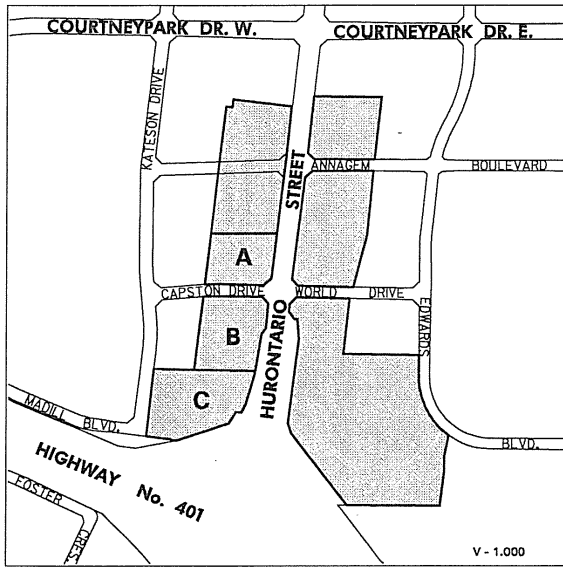 COURTNEYPARK DR. W.
COURTNEYPARK DR. E.
KATESON DRIVE
STREET
ANNAGEM
BOULEVARD
A
CAPSTON DRIVE
WORLD DRIVE
HURONTARIO
EDWARDS
B
C
MADILL BLVD.
BLVD.
HIGHWAY No. 401
FOSTER
CRES.
V - 1.000